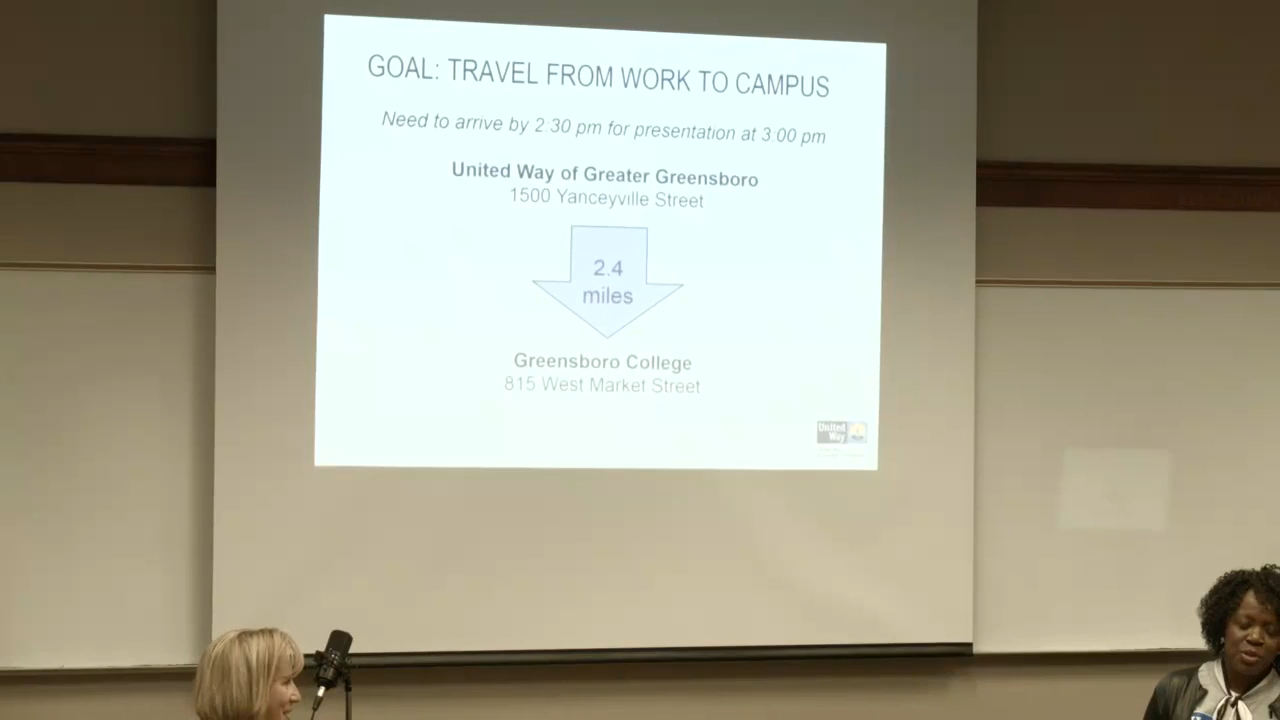 GOAL: TRAVEL FROM WORK TO CAMPUS
Need to arrive by 2:30 pm for presentation at 3:00 pm
United Way of Greater Greensboro
1500 Yanceyville Street
2.4
miles
Greensboro College
815 West Market Street
United
Way